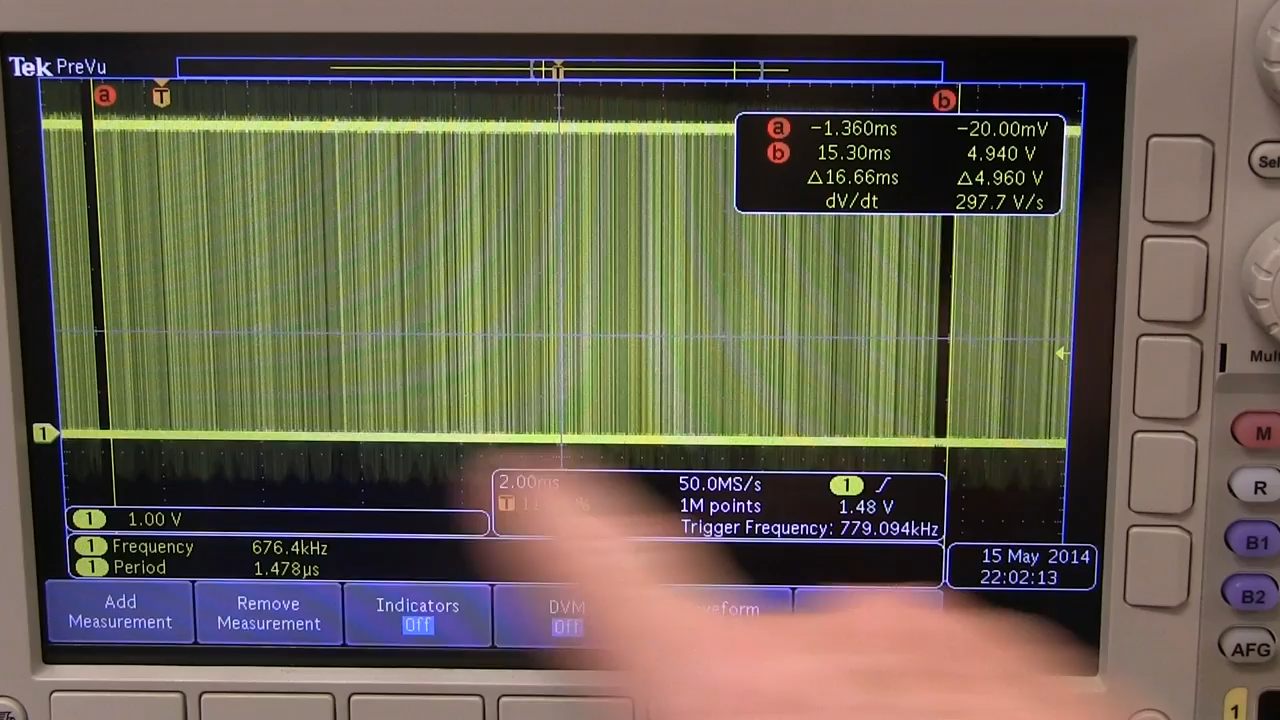 Tek PreVu
a
T
b
T
a -1.360ms -20.00mV
b 15.30ms 4.940 V
Δ16.66ms Δ4.960 V
dV/dt 297.7 V/s
1
2.00ms 50.0MS/s 1
T 1M points 1.48 V
Trigger Frequency: 779.094kHz
1 1.00 V
1 Frequency 676.4kHz
1 Period 1.478µs
15 May 2014
22:02:13
Add Measurement
Remove Measurement
Indicators
Off
DVM
Off
M
R
B1
B2
AFG
1